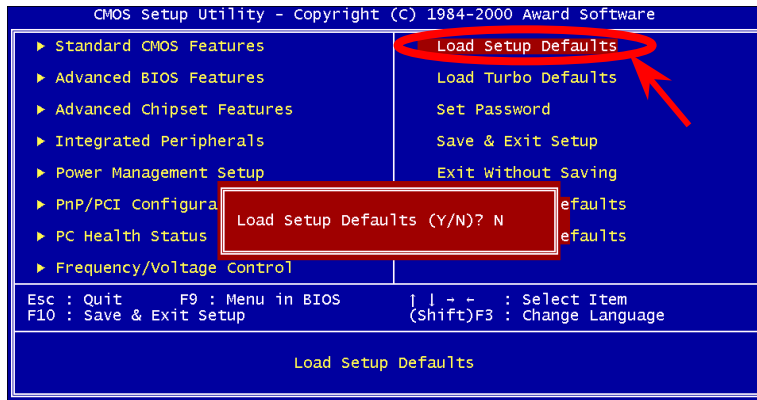 CMOS Setup Utility - Copyright (C) 1984-2000 Award Software
► Standard CMOS Features
► Advanced BIOS Features
► Advanced Chipset Features
► Integrated Peripherals
► Power Management Setup
► PnP/PCI Configura
► PC Health Status
► Frequency/Voltage Control
Load Setup Defaults
Load Turbo Defaults
Set Password
Save & Exit Setup
Exit Without Saving
efaults
efaults
Load Setup Defaults (Y/N)? N
Esc : Quit F9 : Menu in BIOS ↑ ↓ → ← : Select Item
F10 : Save & Exit Setup (Shift)F3 : Change Language
Load Setup Defaults